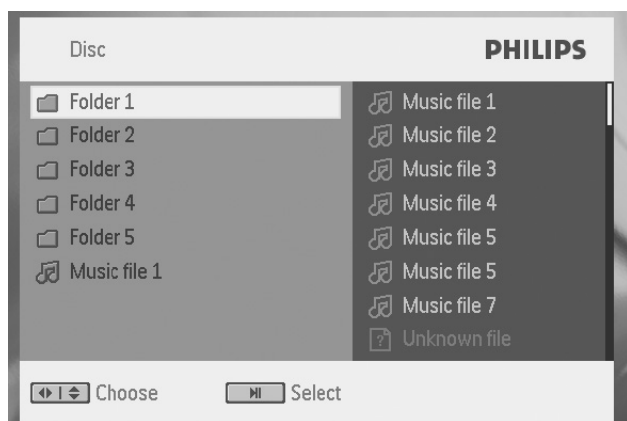 Disc
PHILIPS
Folder 1
Folder 2
Folder 3
Folder 4
Folder 5
Music file 1
Music file 1
Music file 2
Music file 3
Music file 4
Music file 5
Music file 5
Music file 7
Unknown file
Choose
Select